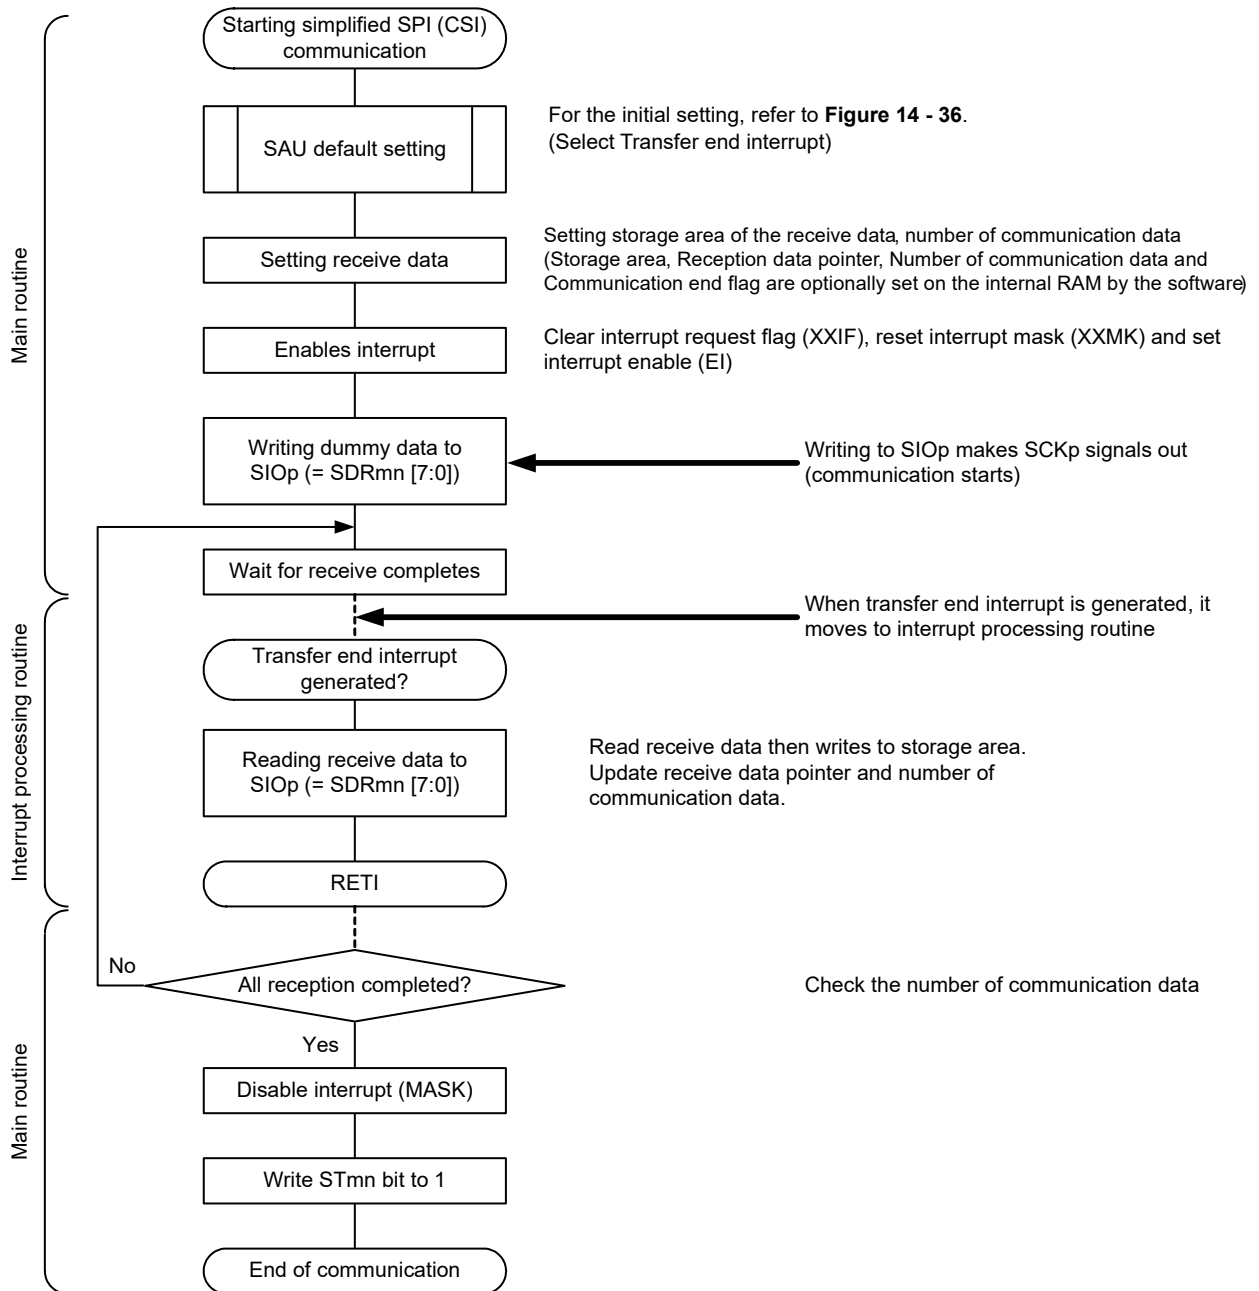 Starting simplified SPI (CSI)
communication
SAU default setting
For the initial setting, refer to Figure 14 - 36.
(Select Transfer end interrupt)
Main routine
Setting receive data
Setting storage area of the receive data, number of communication data
(Storage area, Reception data pointer, Number of communication data and
Communication end flag are optionally set on the internal RAM by the software)
Enables interrupt
Clear interrupt request flag (XXIF), reset interrupt mask (XXMK) and set
interrupt enable (EI)
Writing dummy data to
SIOp (= SDRmn [7:0])
Writing to SIOp makes SCKp signals out
(communication starts)
Wait for receive completes
When transfer end interrupt is generated, it
moves to interrupt processing routine
Interrupt processing routine
Transfer end interrupt
generated?
Reading receive data to
SIOp (= SDRmn [7:0])
Read receive data then writes to storage area.
Update receive data pointer and number of
communication data.
RETI
No
All reception completed?
Check the number of communication data
Yes
Main routine
Disable interrupt (MASK)
Write STmn bit to 1
End of communication